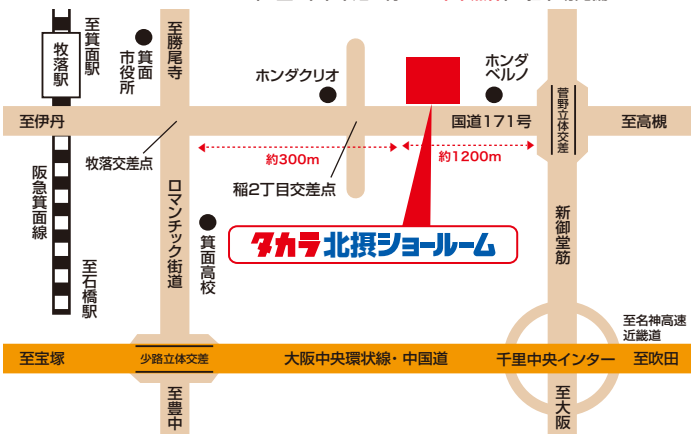 至箕面駅
牧落駅
箕面
市役所
至勝尾寺
ホンダクリオ
ホンダ
ベルノ
菅野立体交差
至伊丹
国道171号
至高槻
牧落交差点
約300m
約1200m
稲2丁目交差点
阪急箕面線
ロマンチック街道
箕面高校
新御堂筋
タカラ北摂ショールーム
至石橋駅
至名神高速
近畿道
至宝塚
少路立体交差
大阪中央環状線・中国道
千里中央インター
至吹田
至豊中
至大阪